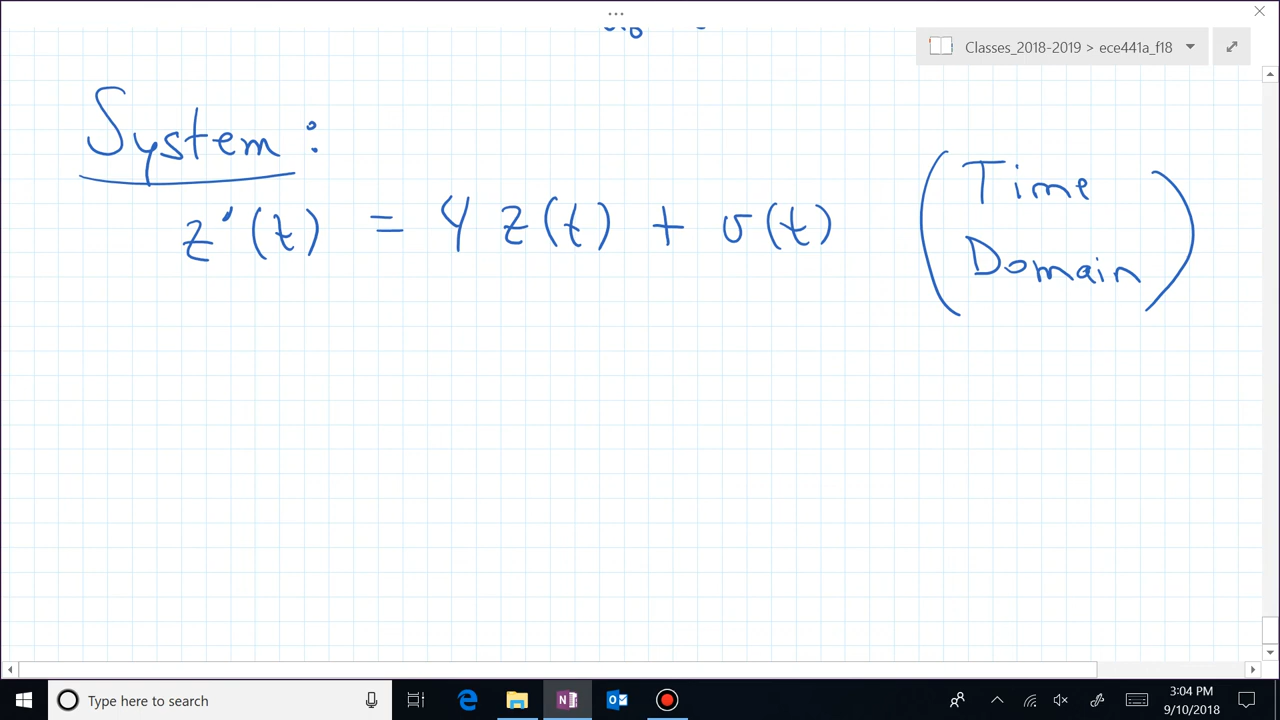 Classes_2018-2019 > ece441a_f18
System:
z'(t) = 4 z(t) + v(t)
(Time
Domain)
Type here to search
3:04 PM
9/10/2018